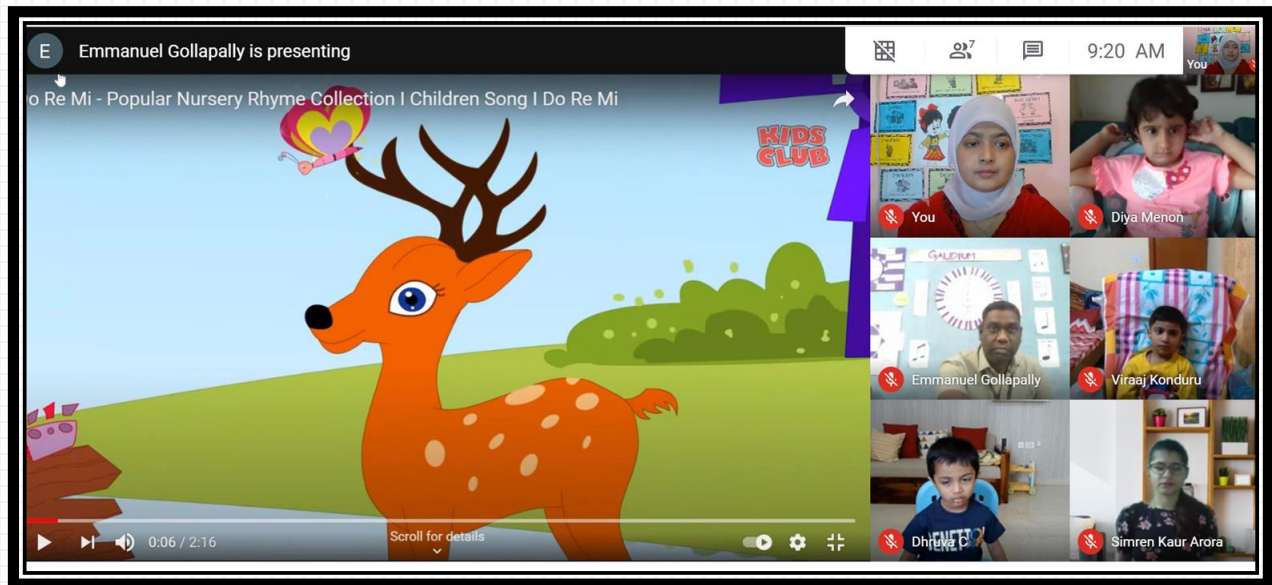 E
Emmanuel Gollapally is presenting
7
9:20 AM
You
o Re Mi - Popular Nursery Rhyme Collection I Children Song I Do Re Mi
KIDS
CLUB
You
Diya Menon
GAUDIUM
Emmanuel Gollapally
Viraaj Konduru
Dhruva C
Simren Kaur Arora
Scroll for details
0:06 / 2:16